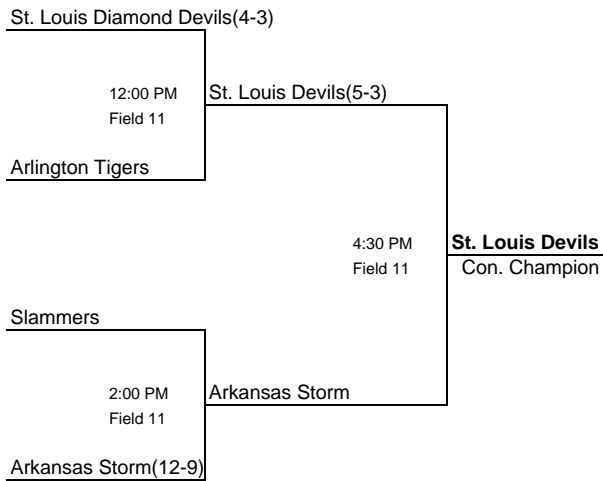 St. Louis Diamond Devils(4-3)
12:00 PM
St. Louis Devils(5-3)
Field 11
Arlington Tigers
4:30 PM
St. Louis Devils
Field 11
Con. Champion
Slammers
2:00 PM
Arkansas Storm
Field 11
Arkansas Storm(12-9)